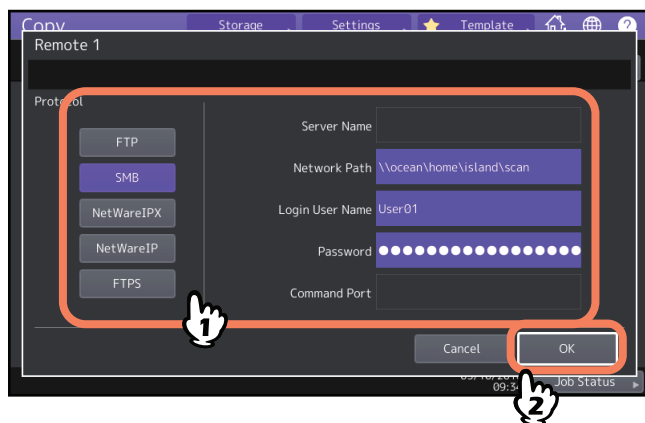 Copy Storage Settings Template ?
Remote 1
Protocol
FTP
SMB
NetWareIPX
NetWareIP
FTPS
Server Name
Network Path \\ocean\home\island\scan
Login User Name User01
Password ●●●●●●●●●●●●●●●●●
Command Port
1
Cancel OK
09:34 Job Status
2